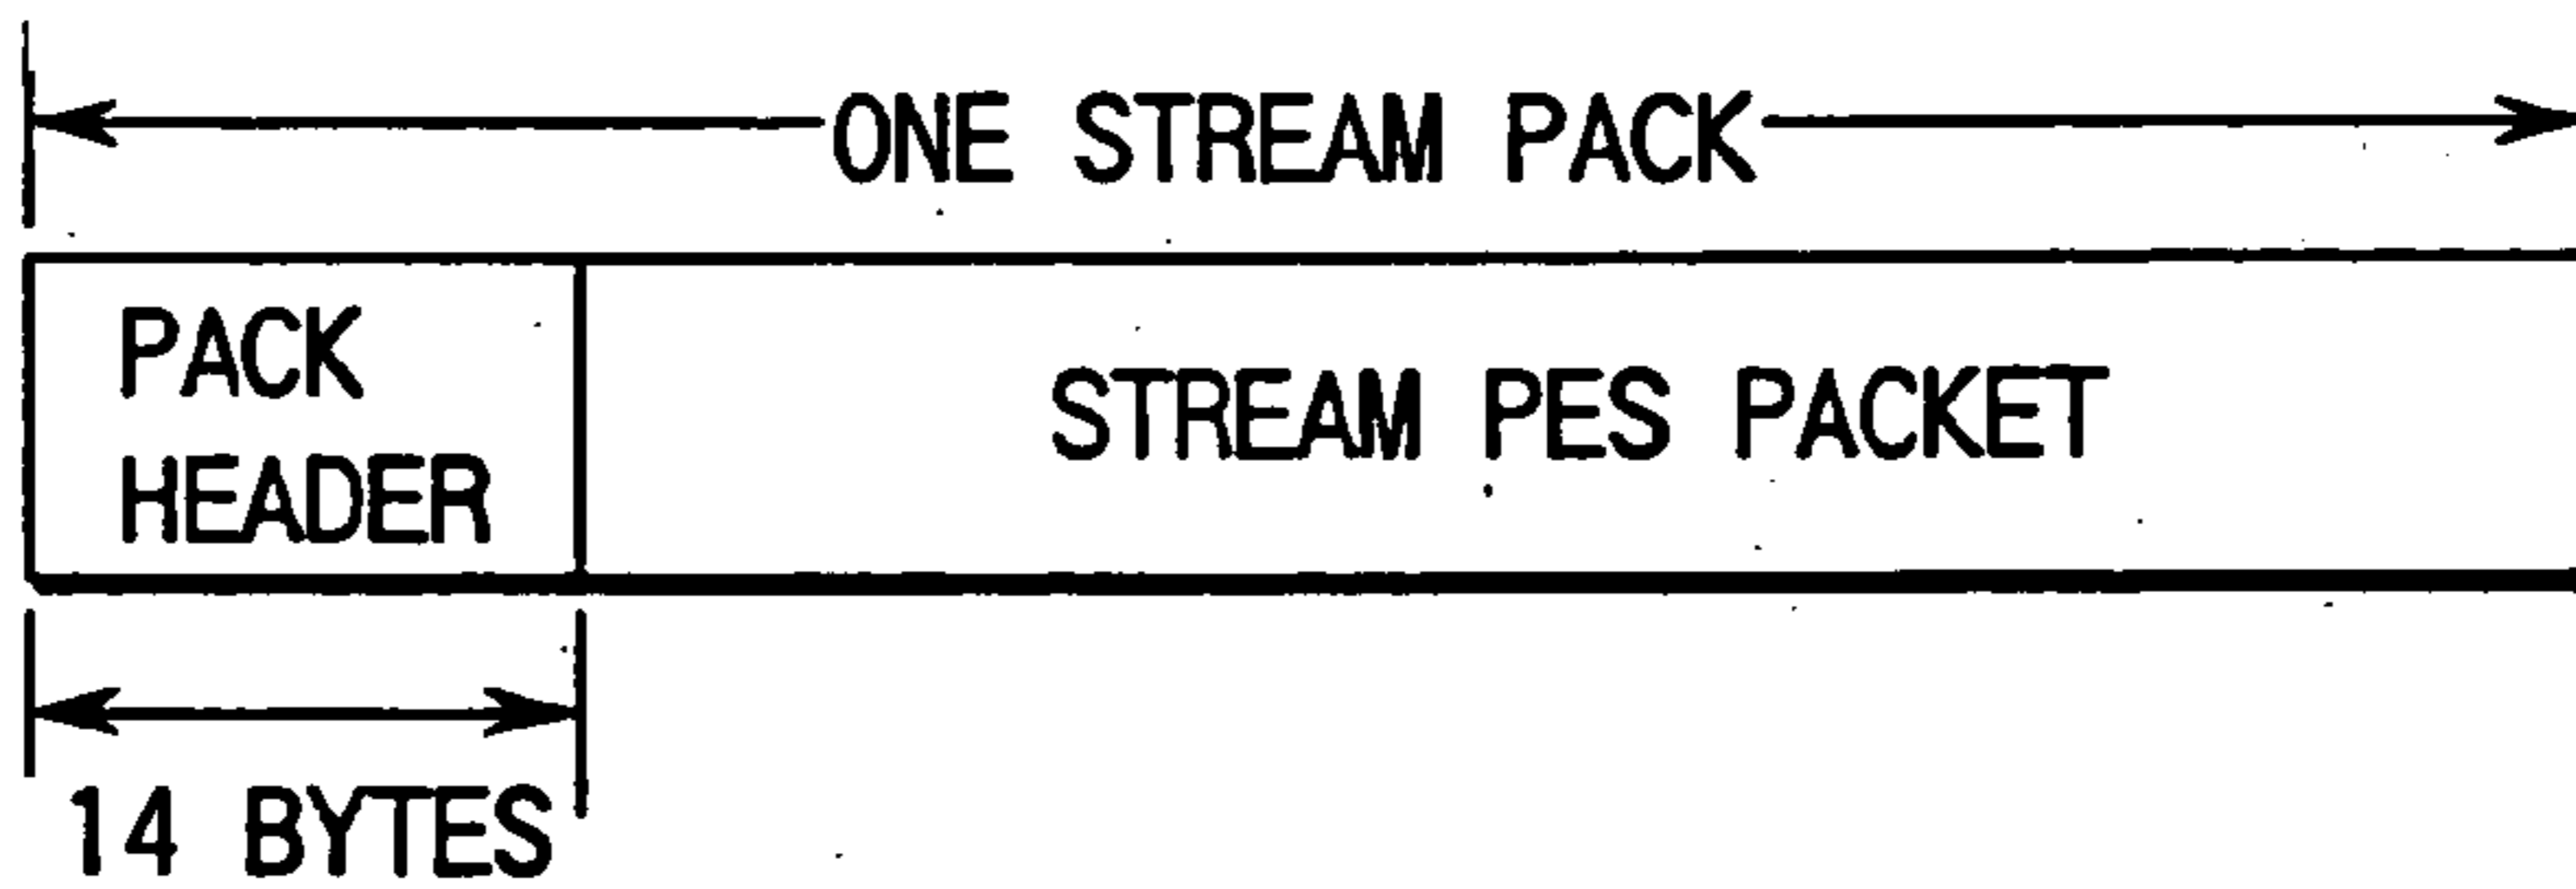 ONE STREAM PACK
PACK
HEADER
STREAM PES PACKET
14 BYTES